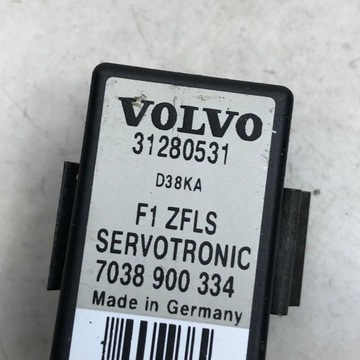 VOLVO
31280531
D38KA
F1 ZFLS
SERVOTRONIC
7038 900 334
Made in Germany